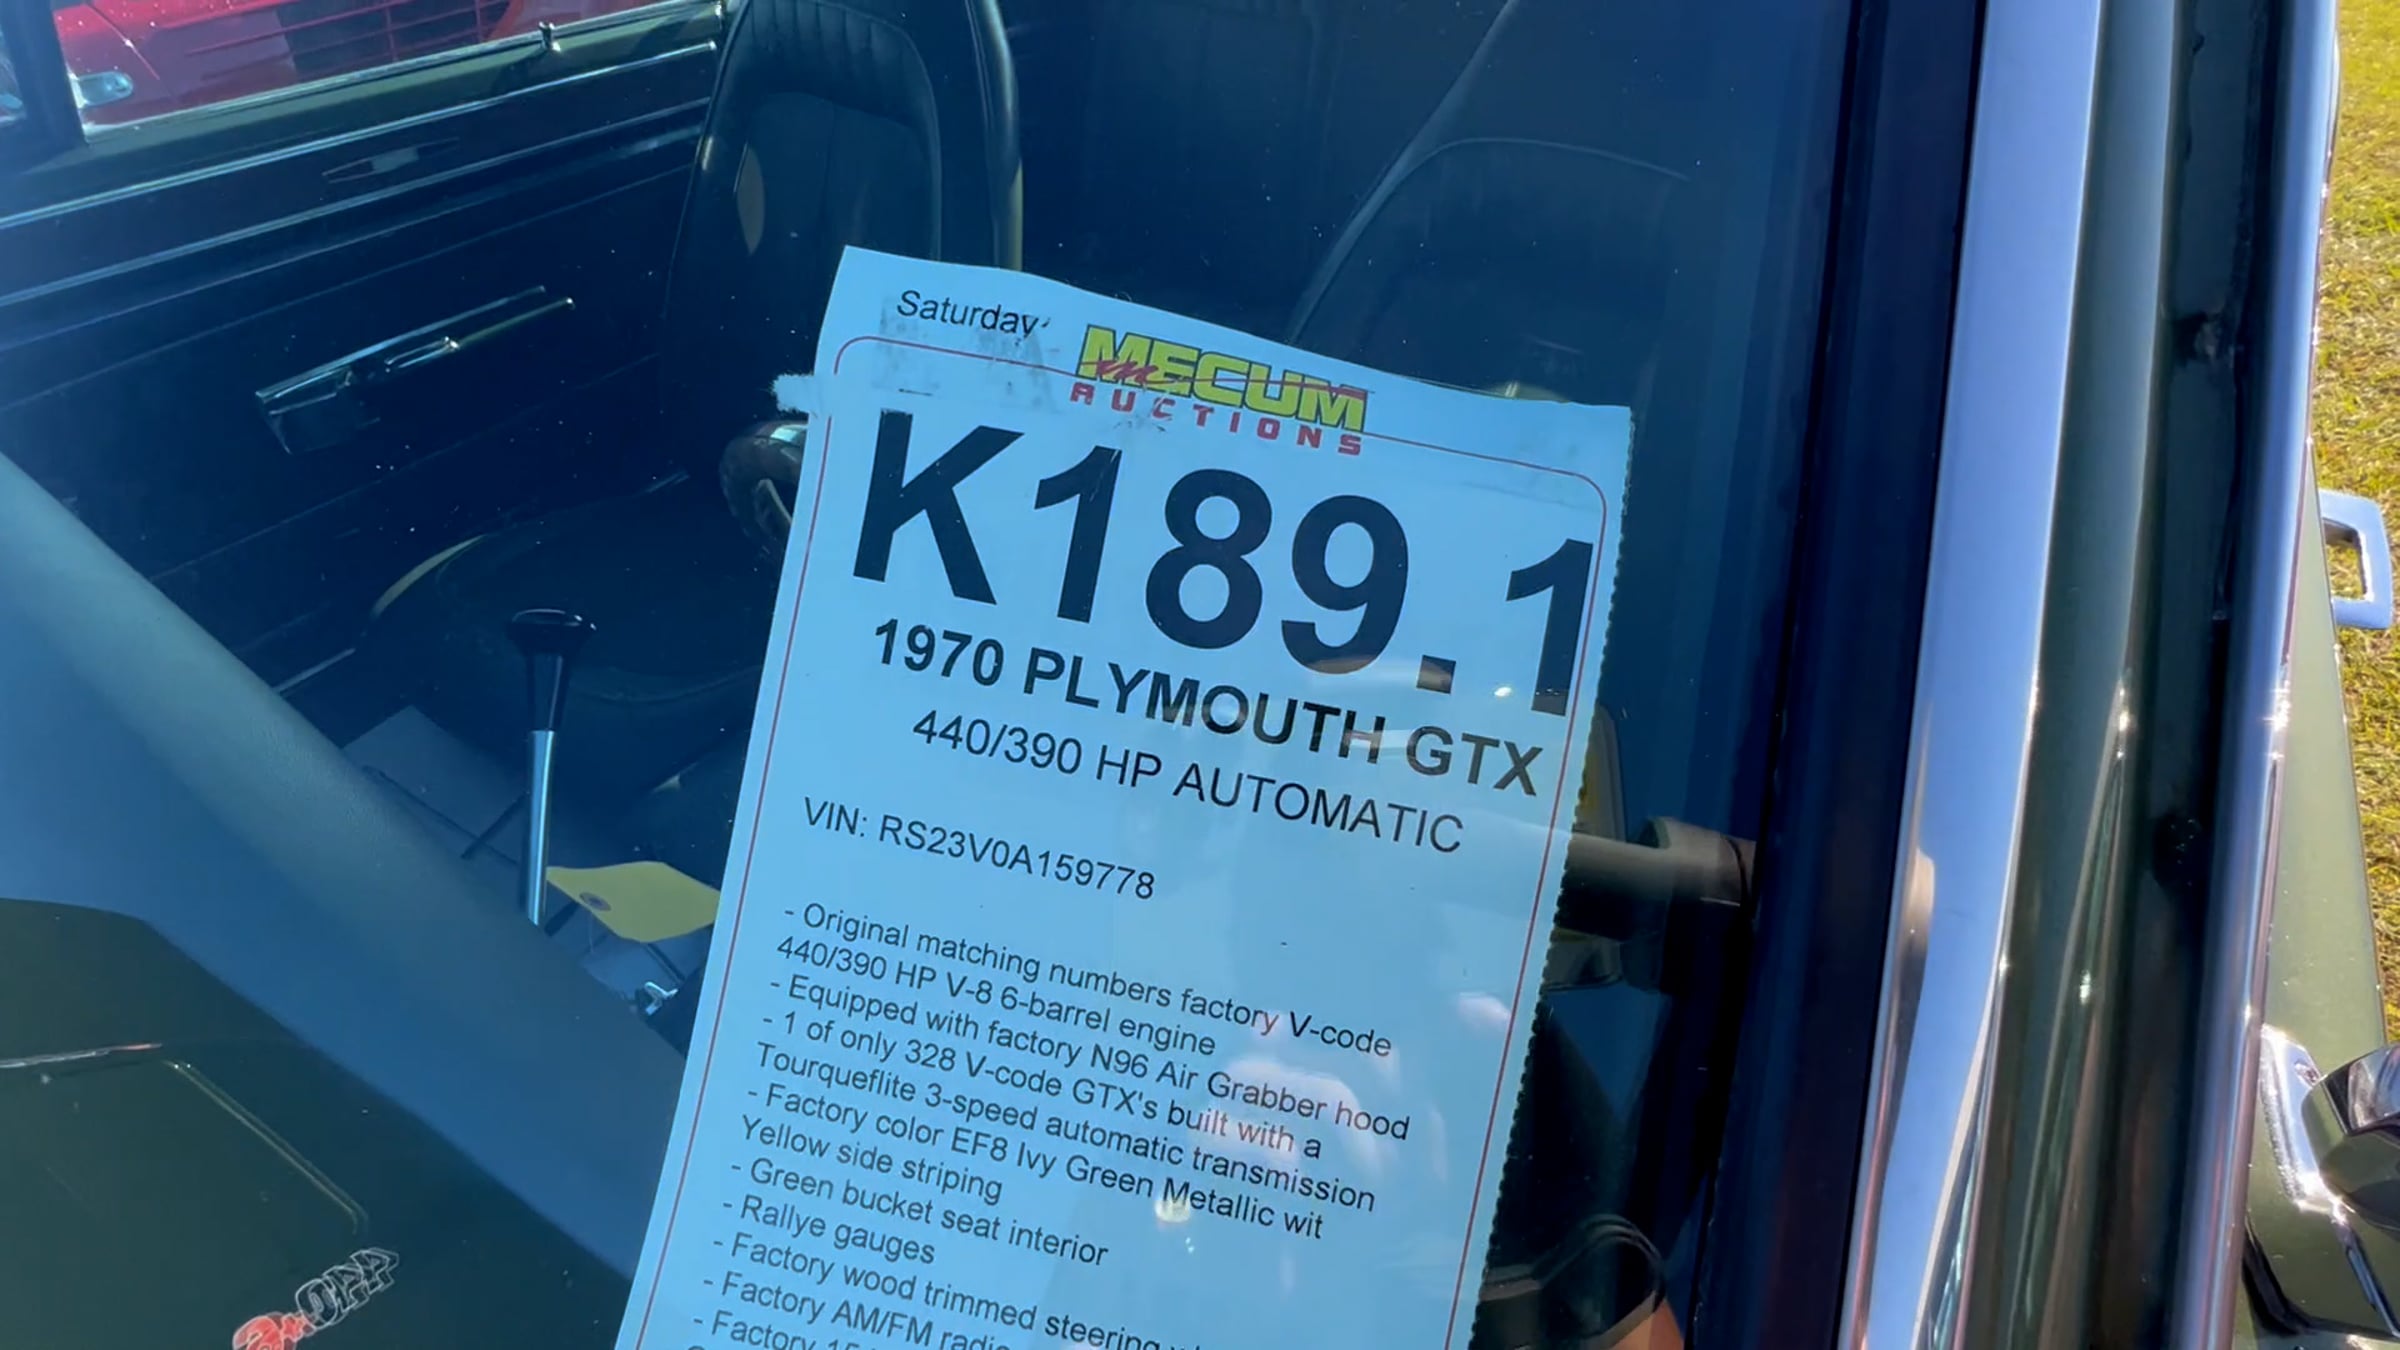 Saturday
MECUM
AUCTIONS
K189.1
1970 PLYMOUTH GTX
440/390 HP AUTOMATIC
VIN: RS23V0A159778
- Original matching numbers factory V-code
440/390 HP V-8 6-barrel engine
- Equipped with factory N96 Air Grabber hood
- 1 of only 328 V-code GTX's built with a
Tourqueflite 3-speed automatic transmission
- Factory color EF8 Ivy Green Metallic wit
Yellow side striping
- Green bucket seat interior
- Rallye gauges
- Factory wood trimmed steering
- Factory AM/FM radio
- Factory